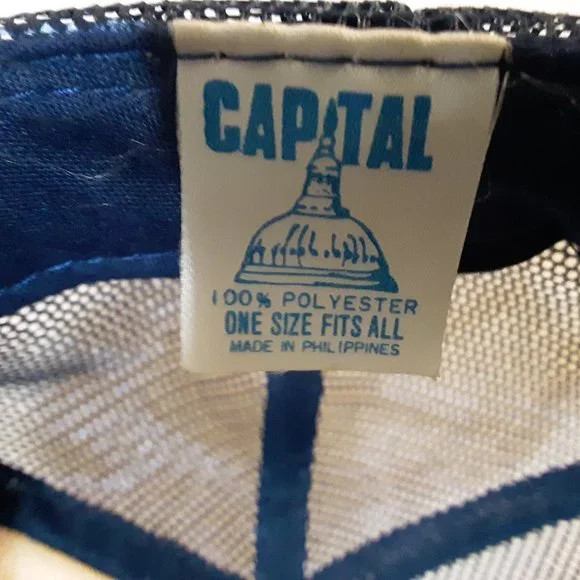 CAPITAL
100% POLYESTER
ONE SIZE FITS ALL
MADE IN PHILIPPINES